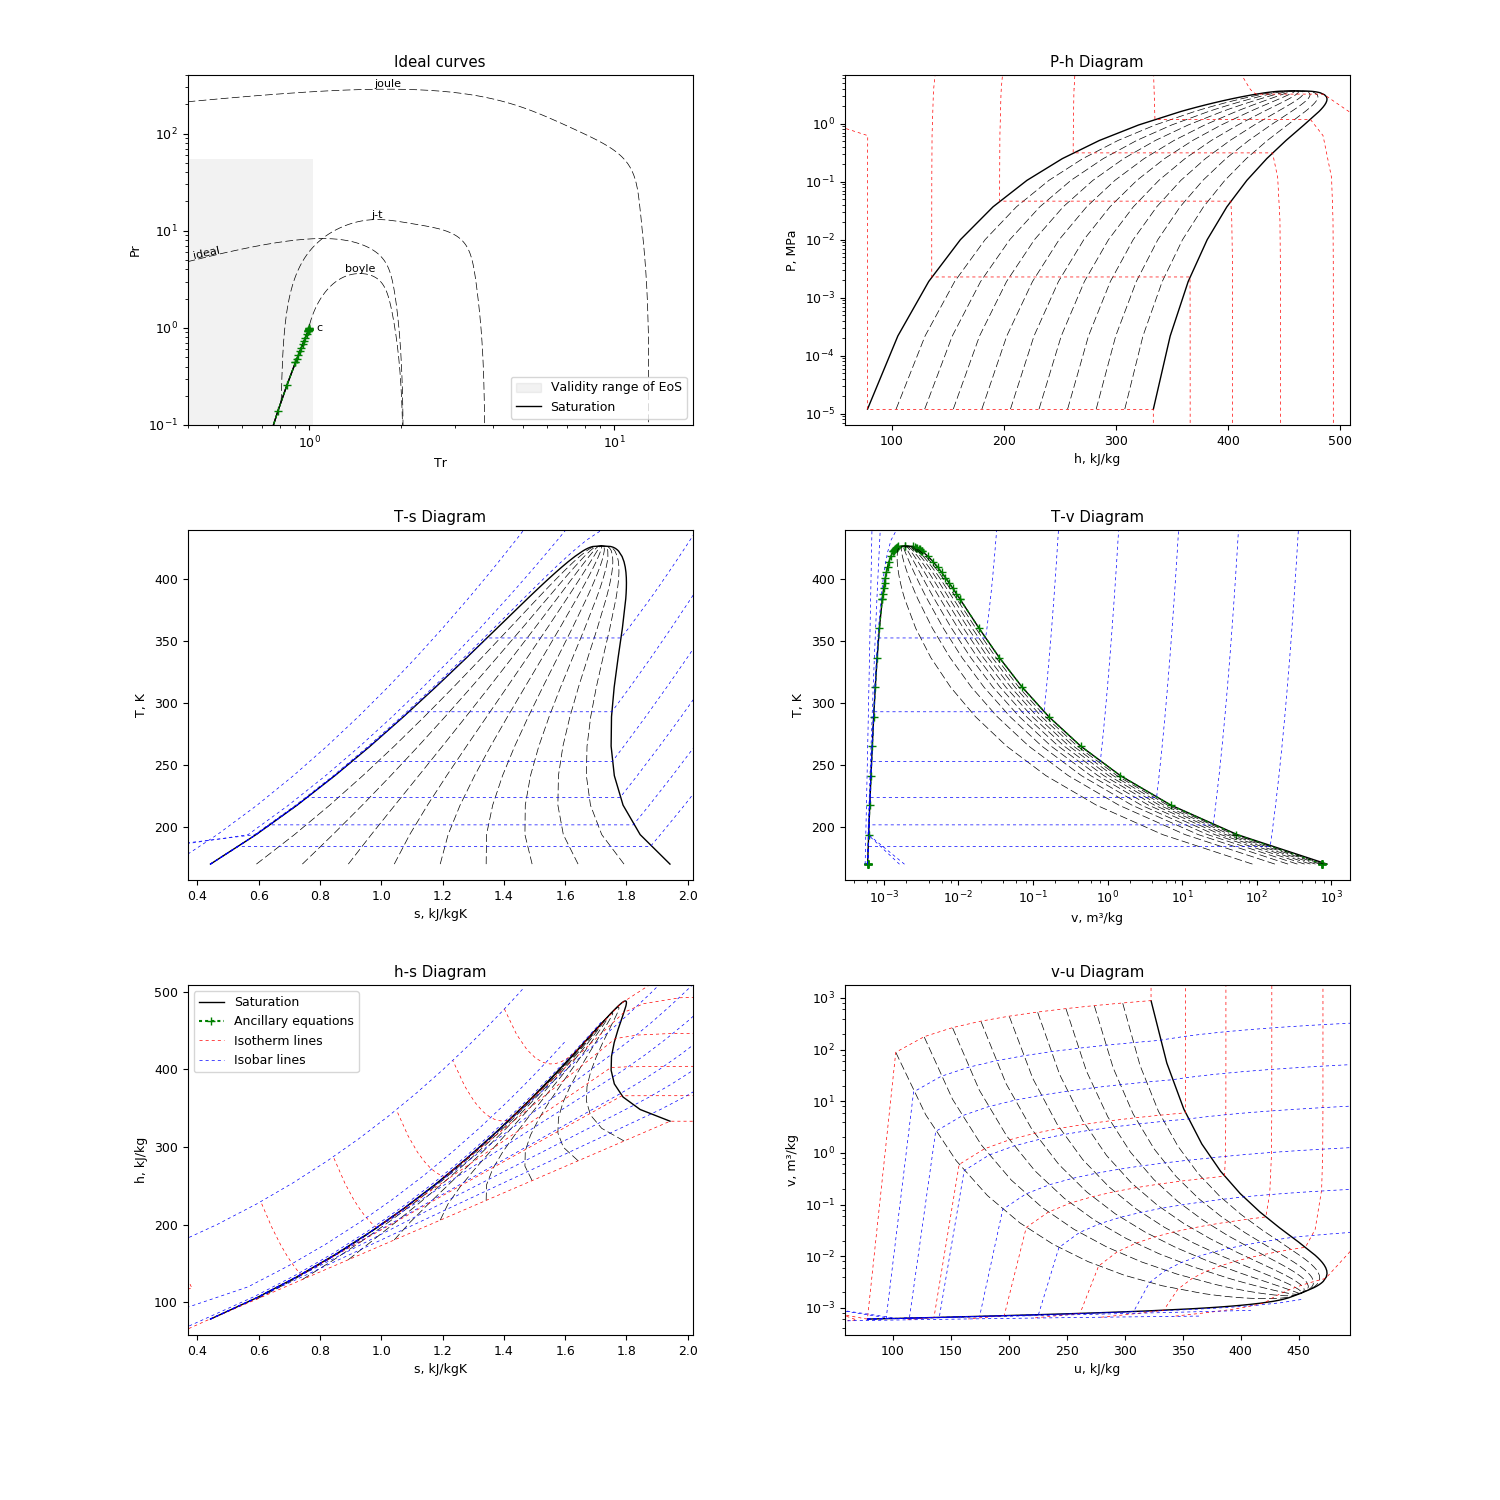 Ideal curves
10²
10¹
10⁰
10⁻¹
Pr
joule
j-t
ideal
boyle
c
Validity range of EoS
Saturation
10⁰
10¹
Tr
P-h Diagram
10⁰
10⁻¹
10⁻²
10⁻³
10⁻⁴
10⁻⁵
P, MPa
100
200
300
400
500
h, kJ/kg
T-s Diagram
400
350
300
250
200
T, K
0.4
0.6
0.8
1.0
1.2
1.4
1.6
1.8
2.0
s, kJ/kgK
T-v Diagram
400
350
300
250
200
T, K
10⁻³
10⁻²
10⁻¹
10⁰
10¹
10²
10³
v, m³/kg
h-s Diagram
500
400
300
200
100
h, kJ/kg
Saturation
Ancillary equations
Isotherm lines
Isobar lines
0.4
0.6
0.8
1.0
1.2
1.4
1.6
1.8
2.0
s, kJ/kgK
v-u Diagram
10³
10²
10¹
10⁰
10⁻¹
10⁻²
10⁻³
v, m³/kg
100
150
200
250
300
350
400
450
u, kJ/kg